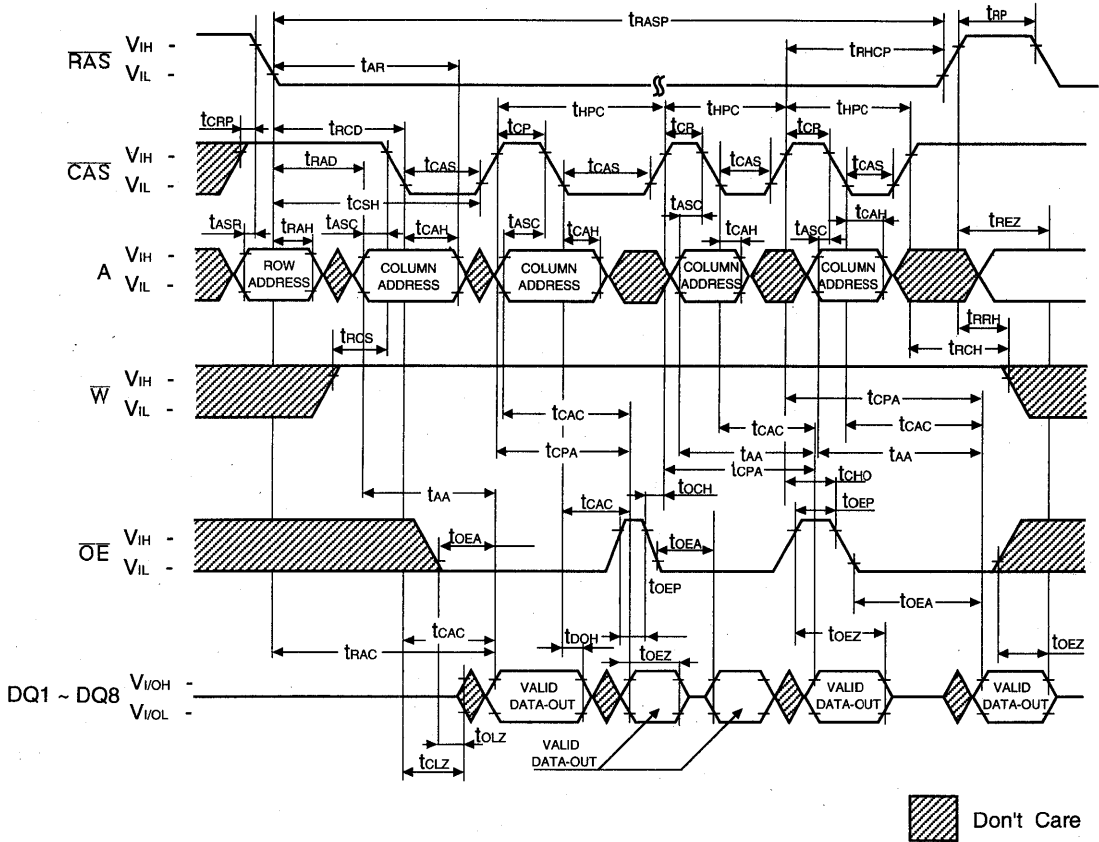 tRASP
tRP
RAS
VIH -
VIL -
tAR
tRHCP
tCRP
tRCD
tHPC
tHPC
tHPC
tCP
tCP
tCP
CAS
VIH -
VIL -
tRAD
tCAS
tCAS
tCAS
tCAS
tCSH
tASR
tRAH
tASC
tCAH
tASC
tCAH
tASC
tCAH
tASC
tCAH
tREZ
A
VIH -
VIL -
ROW ADDRESS
COLUMN ADDRESS
COLUMN ADDRESS
COLUMN ADDRESS
COLUMN ADDRESS
tRCS
tRRH
tRCH
W
VIH -
VIL -
tCPA
tCAC
tCAC
tCAC
tCPA
tAA
tAA
tCPA
tCHO
tAA
tCAC
tOCH
tOEP
OE
VIH -
VIL -
tOEA
tOEA
tOEP
tOEA
tCAC
tRAC
tDOH
tOEZ
tOEZ
tOEZ
DQ1 ~ DQ8
VI/OH -
VI/OL -
VALID DATA-OUT
VALID DATA-OUT
VALID DATA-OUT
tOLZ
tCLZ
VALID DATA-OUT
Don't Care